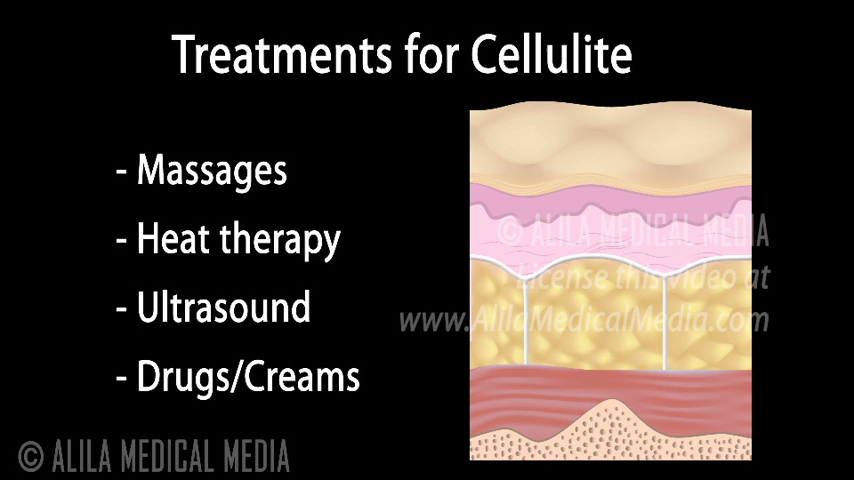 Treatments for Cellulite
- Massages
- Heat therapy
- Ultrasound
- Drugs/Creams
© ALILA MEDICAL MEDIA
License this video at
www.AlilaMedicalMedia.com
© ALILA MEDICAL MEDIA